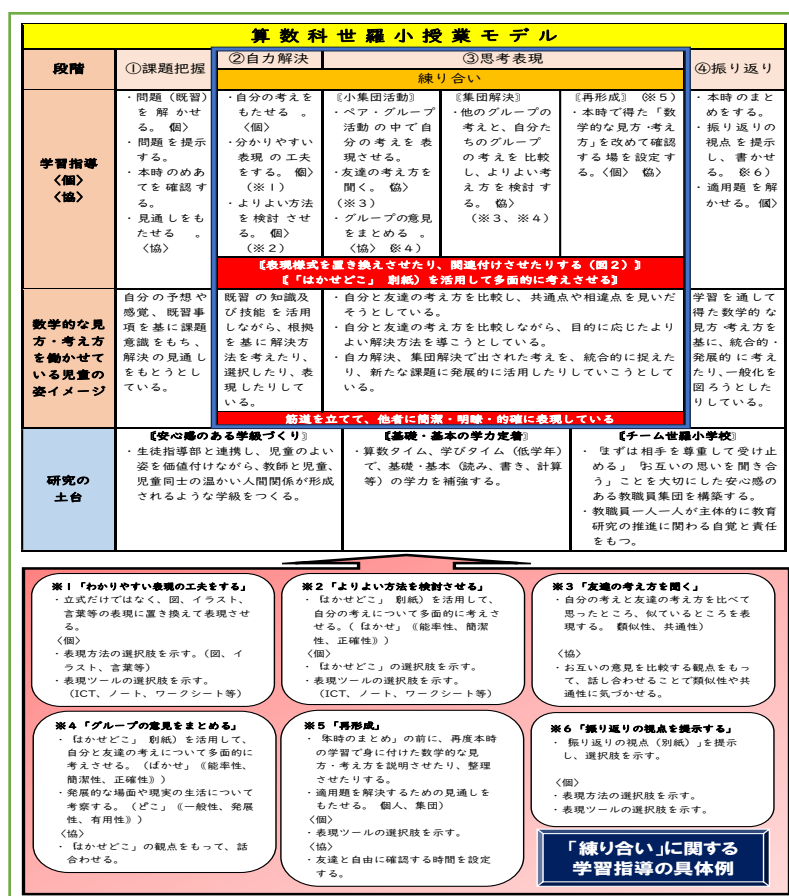 算数科世羅小授業モデル
段階
①課題把握
②自力解決
③思考表現
④振り返り
練り合い
学習指導
〈個〉
〈協〉
・問題（既習）
を解かせ
る。個〉
・問題を提示
する。
・本時のめあ
てを確認す
る。
・見通しをも
たせる。
〈協〉
・自分の考えを
もたせる。
〈個〉
・分かりやすい
表現の工夫を
する。個〉
（※１）
・よりよい方法
を検討させ
る。個〉
（※２）
〖小集団活動〗
・ペア・グループ
活動の中で自
分の考えを表
現させる。
・友達の考え方を
聞く。協〉
（※３）
・グループの意見
をまとめる。
〈協〉※４）
〖集団解決〗
・他のグループの
考えと、自分た
ちのグループ
の考えを比較
し、よりよい考
え方を検討す
る。協〉
（※３、※４）
〖再形成〗（※５）
・本時で得た「数
学的な見方・考え
方」を改めて確認
する場を設定す
る。〈個〉協〉
・本時のまと
めをする。
・振り返りの
視点を提示
し、書かせ
る。※６）
・適用題を解
かせる。個〉
〖表現様式を置き換えさせたり、関連付けさせたりする（図２）〗
〖「はかせどこ」別紙）を活用して多面的に考えさせる〗
数学的な見
方・考え方
を働かせて
いる児童の
姿イメージ
自分の予想や
感覚、既習事
項を基に課題
意識をもち、
解決の見通し
をもとうとし
ている。
既習の知識及
び技能を活用
しながら、根拠
を基に解決方
法を考えたり、
選択したり、表
現したりして
いる。
・自分と友達の考え方を比較し、共通点や相違点を見いだ
そうとしている。
・自分と友達の考え方を比較しながら、目的に応じたより
よい解決方法を導こうとしている。
・自力解決、集団解決で出された考えを、統合的に捉えた
り、新たな課題に発展的に活用したりしていこうとして
いる。
学習を通して
得た数学的な
見方・考え方を
基に、統合的・
発展的に考え
たり、一般化を
図ろうとした
りしている。
筋道を立てて、他者に簡潔・明瞭・的確に表現している
研究の
土台
〖安心感のある学級づくり〗
・生徒指導部と連携し、児童のよい
姿を価値付けながら、教師と児童、
児童同士の温かい人間関係が形成
されるような学級をつくる。
〖基礎・基本の学力定着〗
・算数タイム、学びタイム（低学年）
で、基礎・基本（読み、書き、計算
等）の学力を補強する。
〖チーム世羅小学校〗
・「まずは相手を尊重して受け止
める」「お互いの思いを聞き合
う」ことを大切にした安心感の
ある教職員集団を構築する。
・教職員一人一人が主体的に教育
研究の推進に関わる自覚と責任
をもつ。
※１「わかりやすい表現の工夫をする」
・立式だけではなく、図、イラスト、
言葉等の表現に置き換えて表現させ
る。
〈個〉
・表現方法の選択肢を示す。（図、イ
ラスト、言葉等）
・表現ツールの選択肢を示す。
（ICT、ノート、ワークシート等）
※２「よりよい方法を検討させる」
・「はかせどこ」別紙）を活用して、
自分の考えについて多面的に考えさ
せる。（「はかせ」《能率性、簡潔
性、正確性》）
〈個〉
・「はかせどこ」の選択肢を示す。
・表現ツールの選択肢を示す。
（ICT、ノート、ワークシート等）
※３「友達の考え方を聞く」
・自分の考えと友達の考え方を比べて
思ったところ、似ているところを表
現する。類似性、共通性）
〈協〉
・お互いの意見を比較する観点をもっ
て、話し合わせることで類似性や共
通性に気づかせる。
※４「グループの意見をまとめる」
・「はかせどこ」別紙）を活用して、
自分と友達の考えについて多面的に
考えさせる。（「ばかせ」《能率性、
簡潔性、正確性》）
・発展的な場面や現実の生活について
考察する。（どこ」《一般性、発展
性、有用性》）
〈協〉
・「はかせどこ」の観点をもって、話
合わせる。
※５「再形成」
・「本時のまとめ」の前に、再度本時
の学習で身に付けた数学的な見
方・考え方を説明させたり、整理
させたりする。
・適用題を解決するための見通しを
もたせる。個人、集団）
〈個〉
・表現ツールの選択肢を示す。
〈協〉
・友達と自由に確認する時間を設定
する。
※６「振り返りの視点を提示する」
・「振り返りの視点（別紙）」を提示
し、選択肢を示す。
〈個〉
・表現方法の選択肢を示す。
・表現ツールの選択肢を示す。
「練り合い」に関する
学習指導の具体例